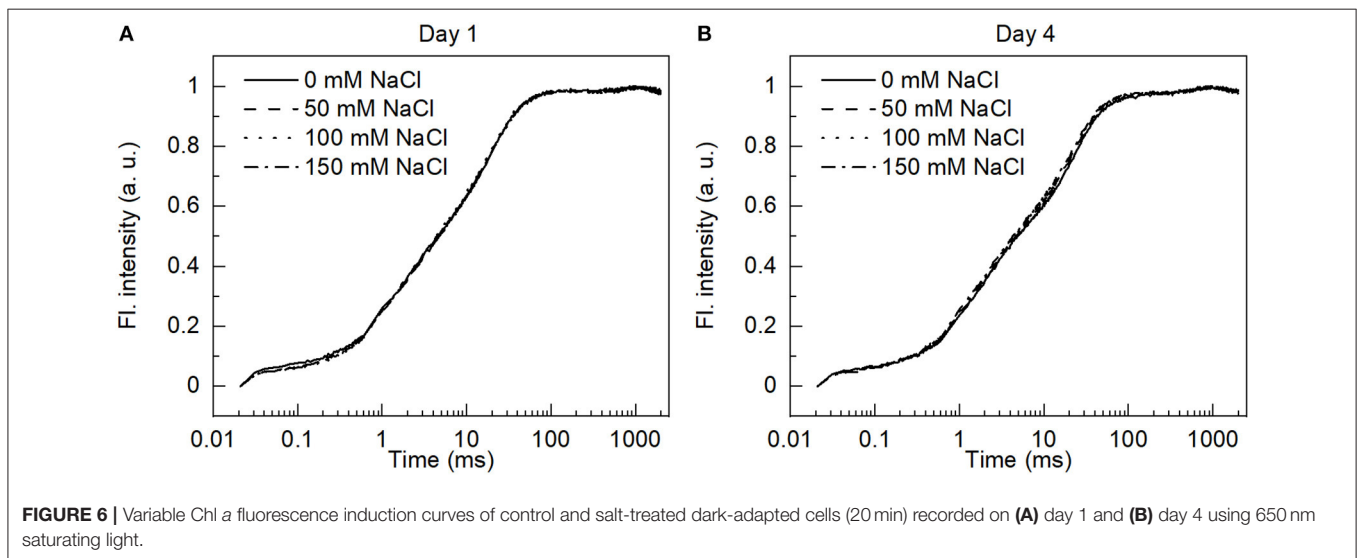 A
Day 1
0 mM NaCl
50 mM NaCl
100 mM NaCl
150 mM NaCl
Fl. intensity (a. u.)
1
0.8
0.6
0.4
0.2
0
0.01 0.1 1 10 100 1000
Time (ms)
B
Day 4
0 mM NaCl
50 mM NaCl
100 mM NaCl
150 mM NaCl
Fl. intensity (a. u.)
1
0.8
0.6
0.4
0.2
0
0.01 0.1 1 10 100 1000
Time (ms)
FIGURE 6 | Variable Chl a fluorescence induction curves of control and salt-treated dark-adapted cells (20 min) recorded on (A) day 1 and (B) day 4 using 650 nm
saturating light.